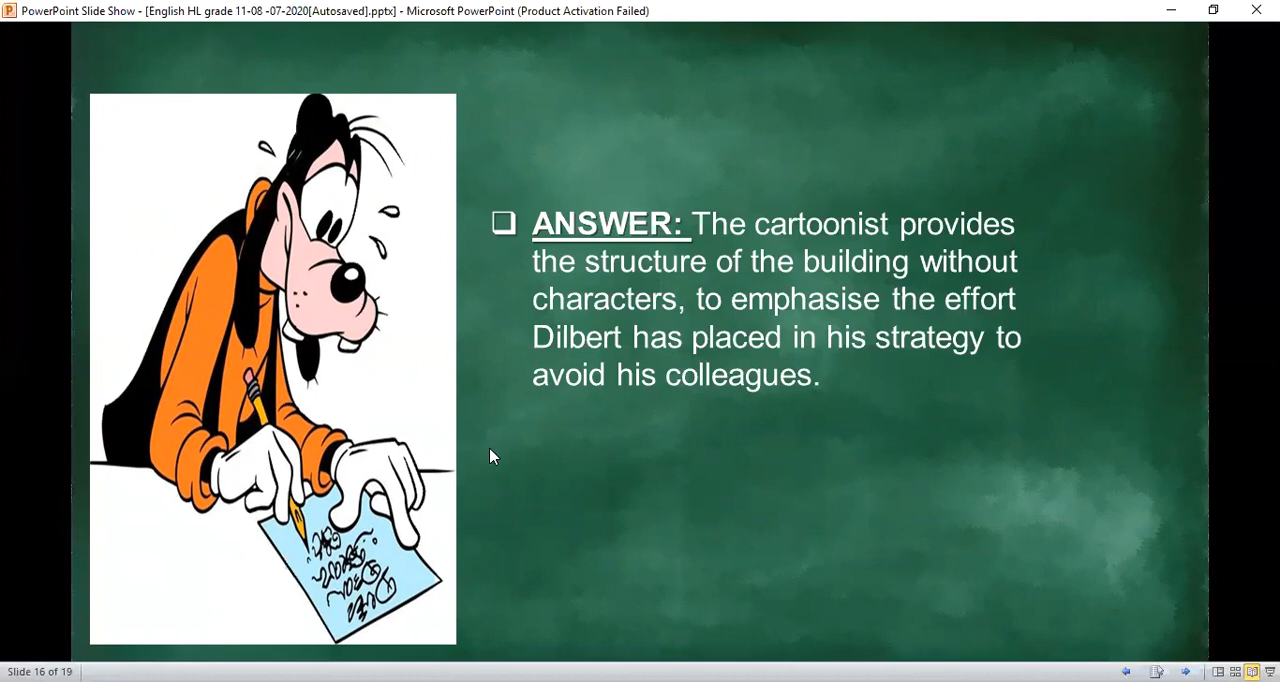 PowerPoint Slide Show - [English HL grade 11-08 -07-2020[Autosaved].pptx] - Microsoft PowerPoint (Product Activation Failed)
ANSWER: The cartoonist provides
the structure of the building without
characters, to emphasise the effort
Dilbert has placed in his strategy to
avoid his colleagues.
Slide 16 of 19